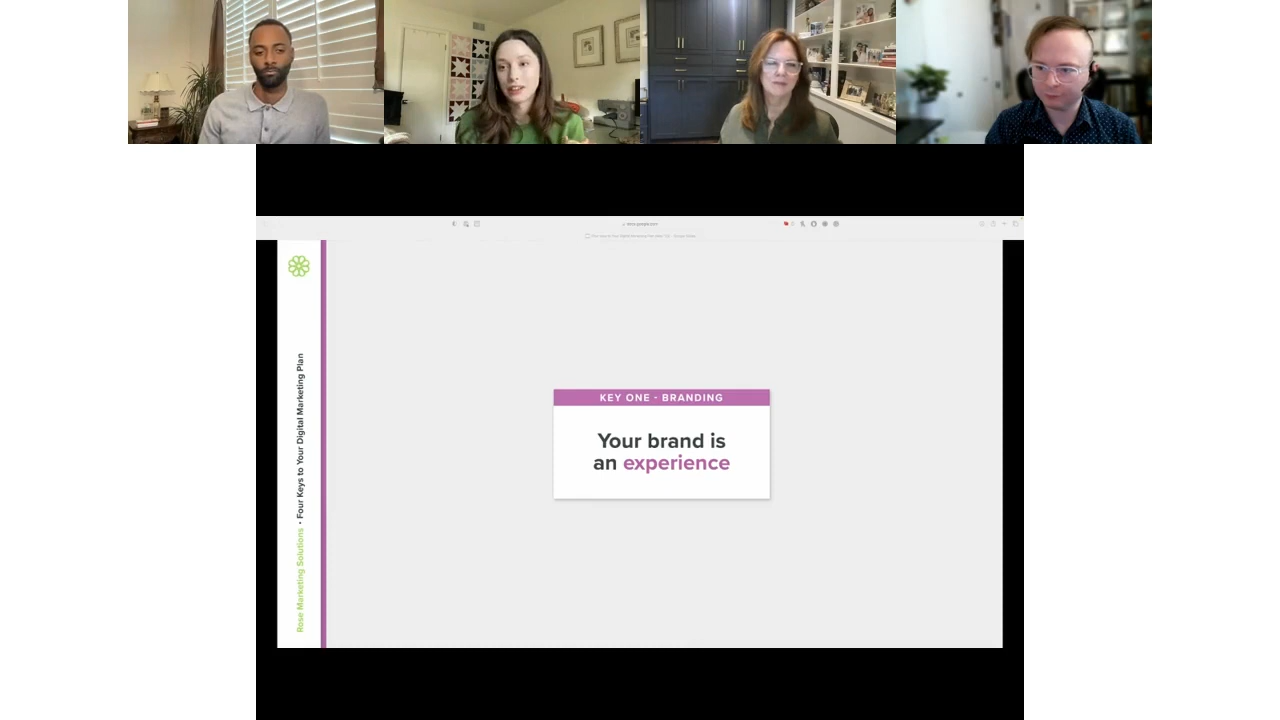 KEY ONE - BRANDING
Your brand is
an experience
Rose Marketing Solutions • Four Keys to Your Digital Marketing Plan